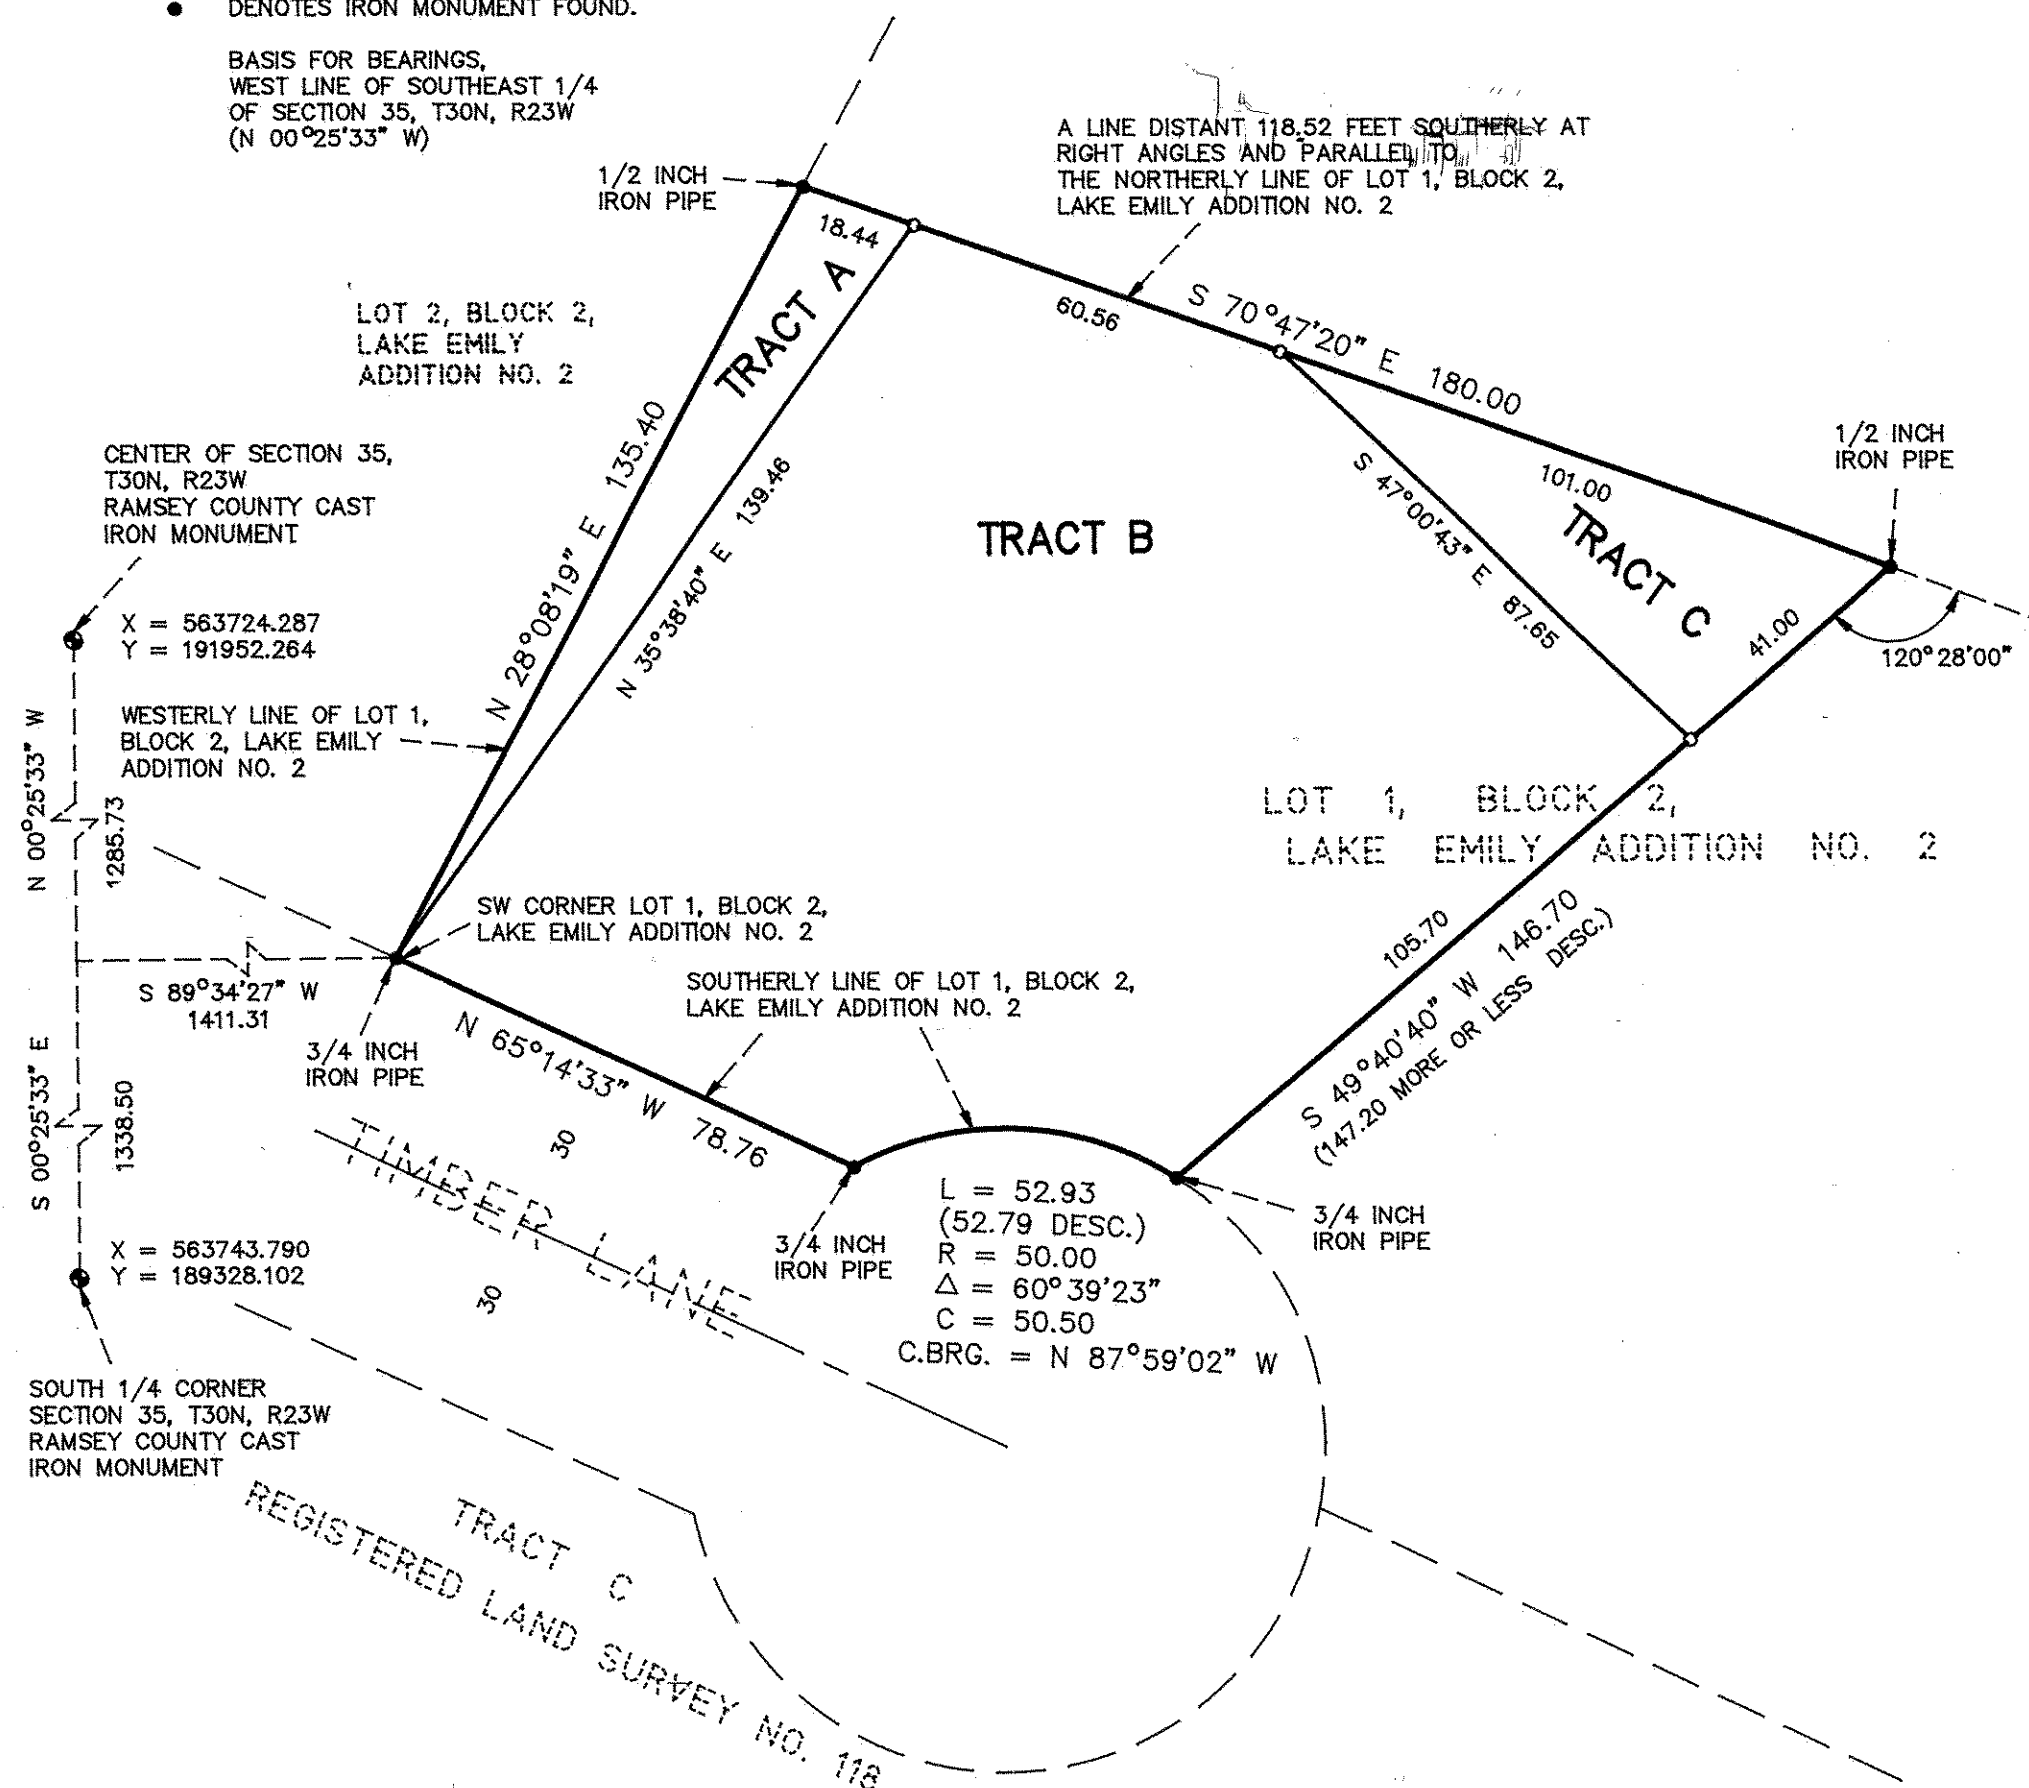 DENOTES IRON MONUMENT FOUND.
BASIS FOR BEARINGS,
WEST LINE OF SOUTHEAST 1/4
OF SECTION 35, T30N, R23W
(N 00°25'33" W)
A LINE DISTANT 118.52 FEET SOUTHERLY AT
RIGHT ANGLES AND PARALLEL TO
THE NORTHERLY LINE OF LOT 1, BLOCK 2,
LAKE EMILY ADDITION NO. 2
1/2 INCH
IRON PIPE
18.44
60.56
S 70°47'20" E 180.00
TRACT A
LOT 2, BLOCK 2,
LAKE EMILY
ADDITION NO. 2
N 28°08'19" E 135.40
N 35°38'40" E 139.46
TRACT B
S 47°00'43" E 87.65
101.00
TRACT C
1/2 INCH
IRON PIPE
41.00
120°28'00"
CENTER OF SECTION 35,
T30N, R23W
RAMSEY COUNTY CAST
IRON MONUMENT
X = 563724.287
Y = 191952.264
WESTERLY LINE OF LOT 1,
BLOCK 2, LAKE EMILY
ADDITION NO. 2
N 00°25'33" W
1285.73
LOT 1, BLOCK 2,
LAKE EMILY ADDITION NO. 2
SW CORNER LOT 1, BLOCK 2,
LAKE EMILY ADDITION NO. 2
S 89°34'27" W
1411.31
3/4 INCH
IRON PIPE
SOUTHERLY LINE OF LOT 1, BLOCK 2,
LAKE EMILY ADDITION NO. 2
N 65°14'33" W 78.76
105.70
S 49°40'40" W 146.70
(147.20 MORE OR LESS DESC.)
S 00°25'33" E
1338.50
30
TIMBER LANE
30
3/4 INCH
IRON PIPE
L = 52.93
(52.79 DESC.)
R = 50.00
△ = 60°39'23"
C = 50.50
C.BRG. = N 87°59'02" W
3/4 INCH
IRON PIPE
X = 563743.790
Y = 189328.102
SOUTH 1/4 CORNER
SECTION 35, T30N, R23W
RAMSEY COUNTY CAST
IRON MONUMENT
TRACT C
REGISTERED LAND SURVEY NO. 118